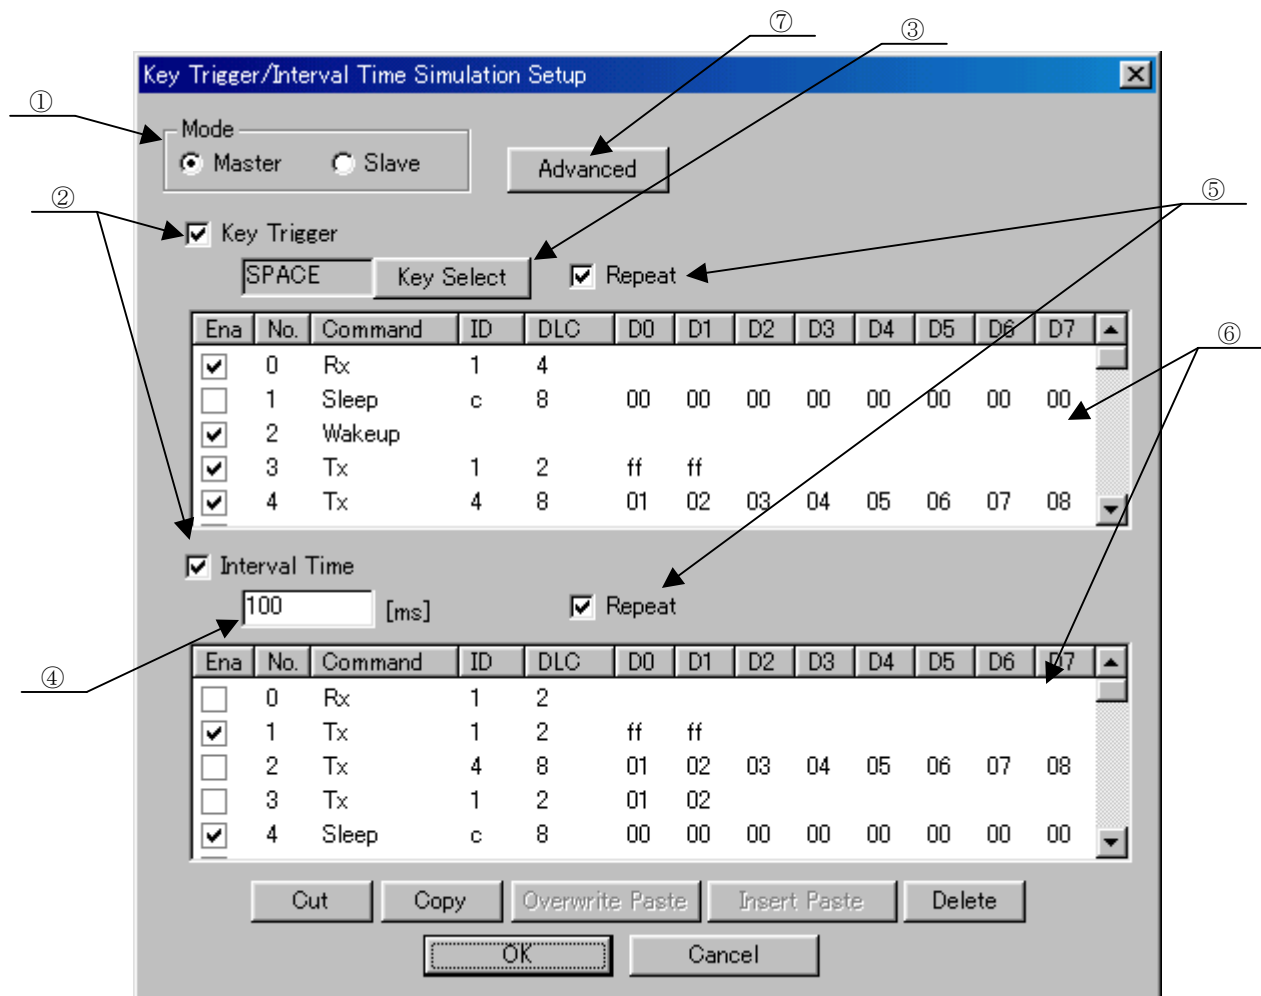 ⑦
③
Key Trigger/Interval Time Simulation Setup
①
Mode
Master Slave
Advanced
②
⑤
Key Trigger
SPACE Key Select Repeat
Ena No. Command ID DLC D0 D1 D2 D3 D4 D5 D6 D7
⑥
0 Rx 1 4
1 Sleep c 8 00 00 00 00 00 00 00 00
2 Wakeup
3 Tx 1 2 ff ff
4 Tx 4 8 01 02 03 04 05 06 07 08
Interval Time
100 [ms] Repeat
④
Ena No. Command ID DLC D0 D1 D2 D3 D4 D5 D6 D7
0 Rx 1 2
1 Tx 1 2 ff ff
2 Tx 4 8 01 02 03 04 05 06 07 08
3 Tx 1 2 01 02
4 Sleep c 8 00 00 00 00 00 00 00 00
Cut Copy Overwrite Paste Insert Paste Delete
OK Cancel